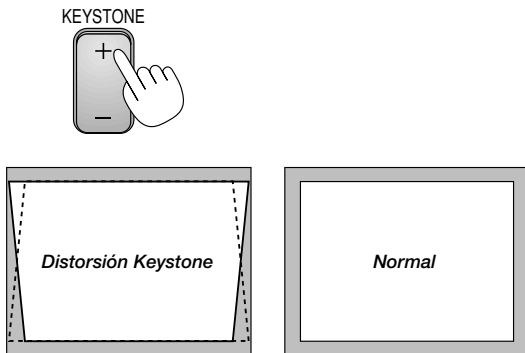 KEYSTONE
+
–
Distorsión Keystone
Normal